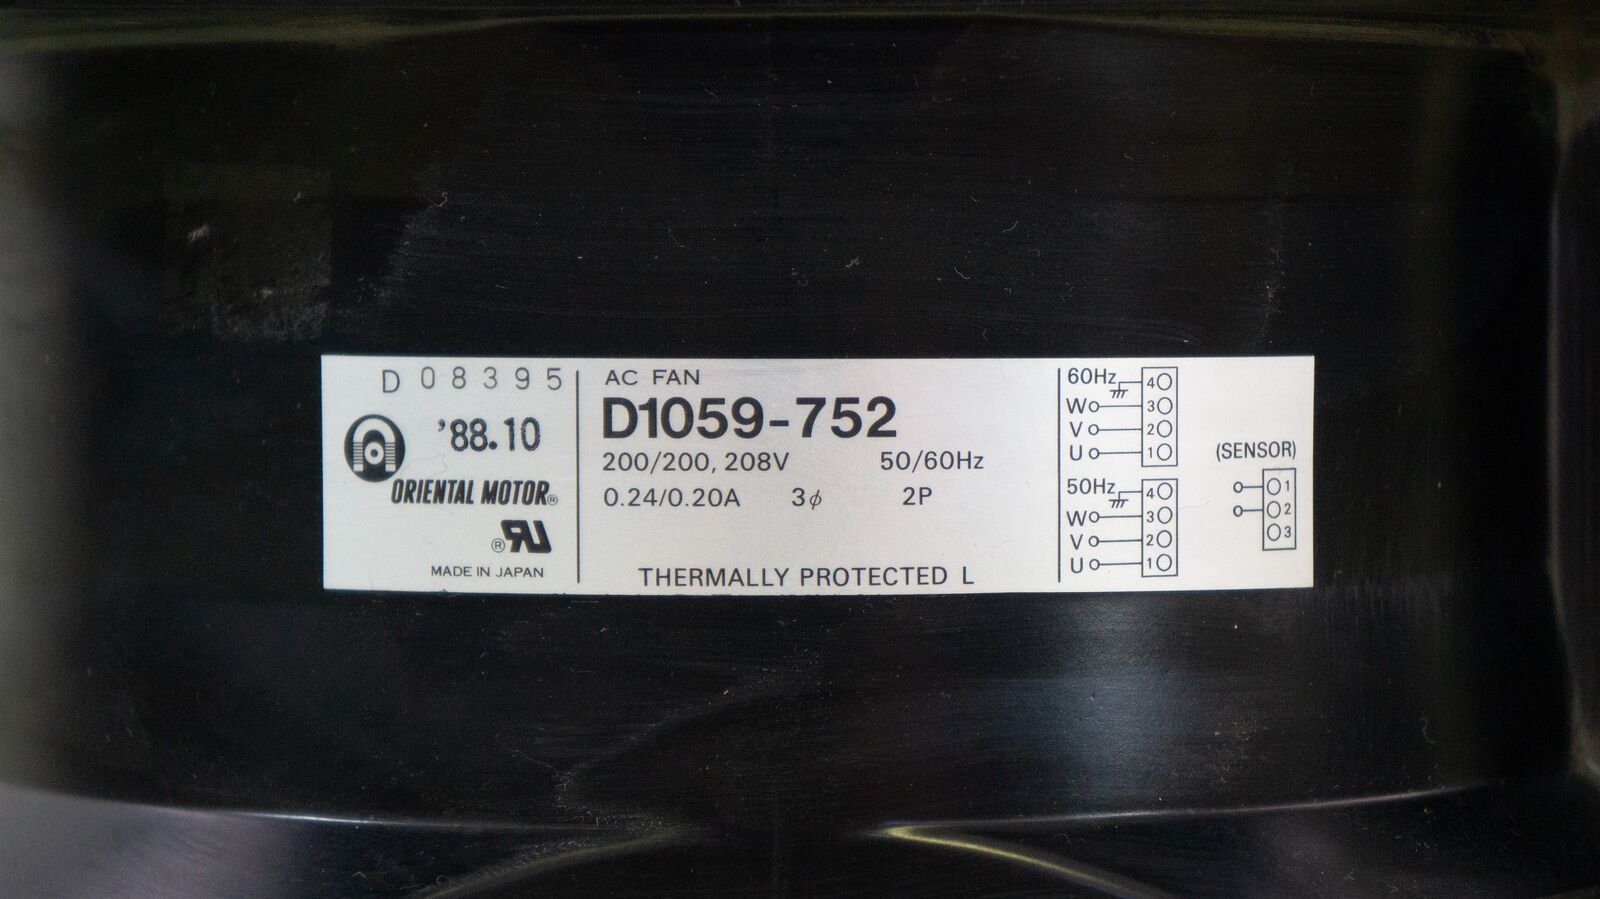 D 08395
'88.10
ORIENTAL MOTOR®
®RU
MADE IN JAPAN
AC FAN
D1059-752
200/200, 208V 50/60Hz
0.24/0.20A 3ϕ 2P
THERMALLY PROTECTED L
60Hz 4
W 3
V 2
U 1
50Hz 4
W 3
V 2
U 1
(SENSOR)
1
2
3